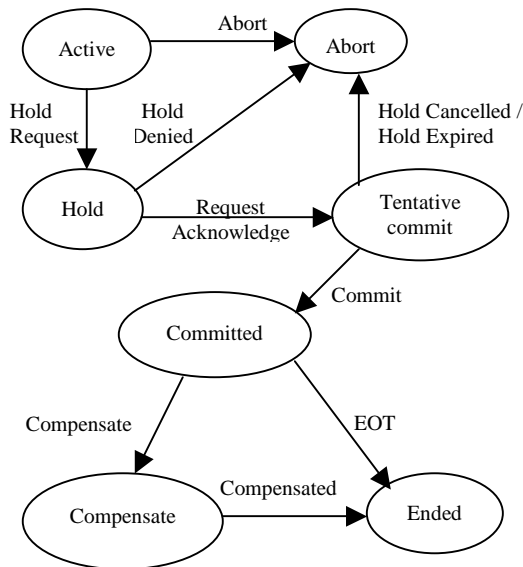 Abort
Active
Abort
Hold
Request
Hold
Denied
Hold Cancelled /
Hold Expired
Hold
Request
Acknowledge
Tentative
commit
Commit
Committed
Compensate
EOT
Compensate
Compensated
Ended